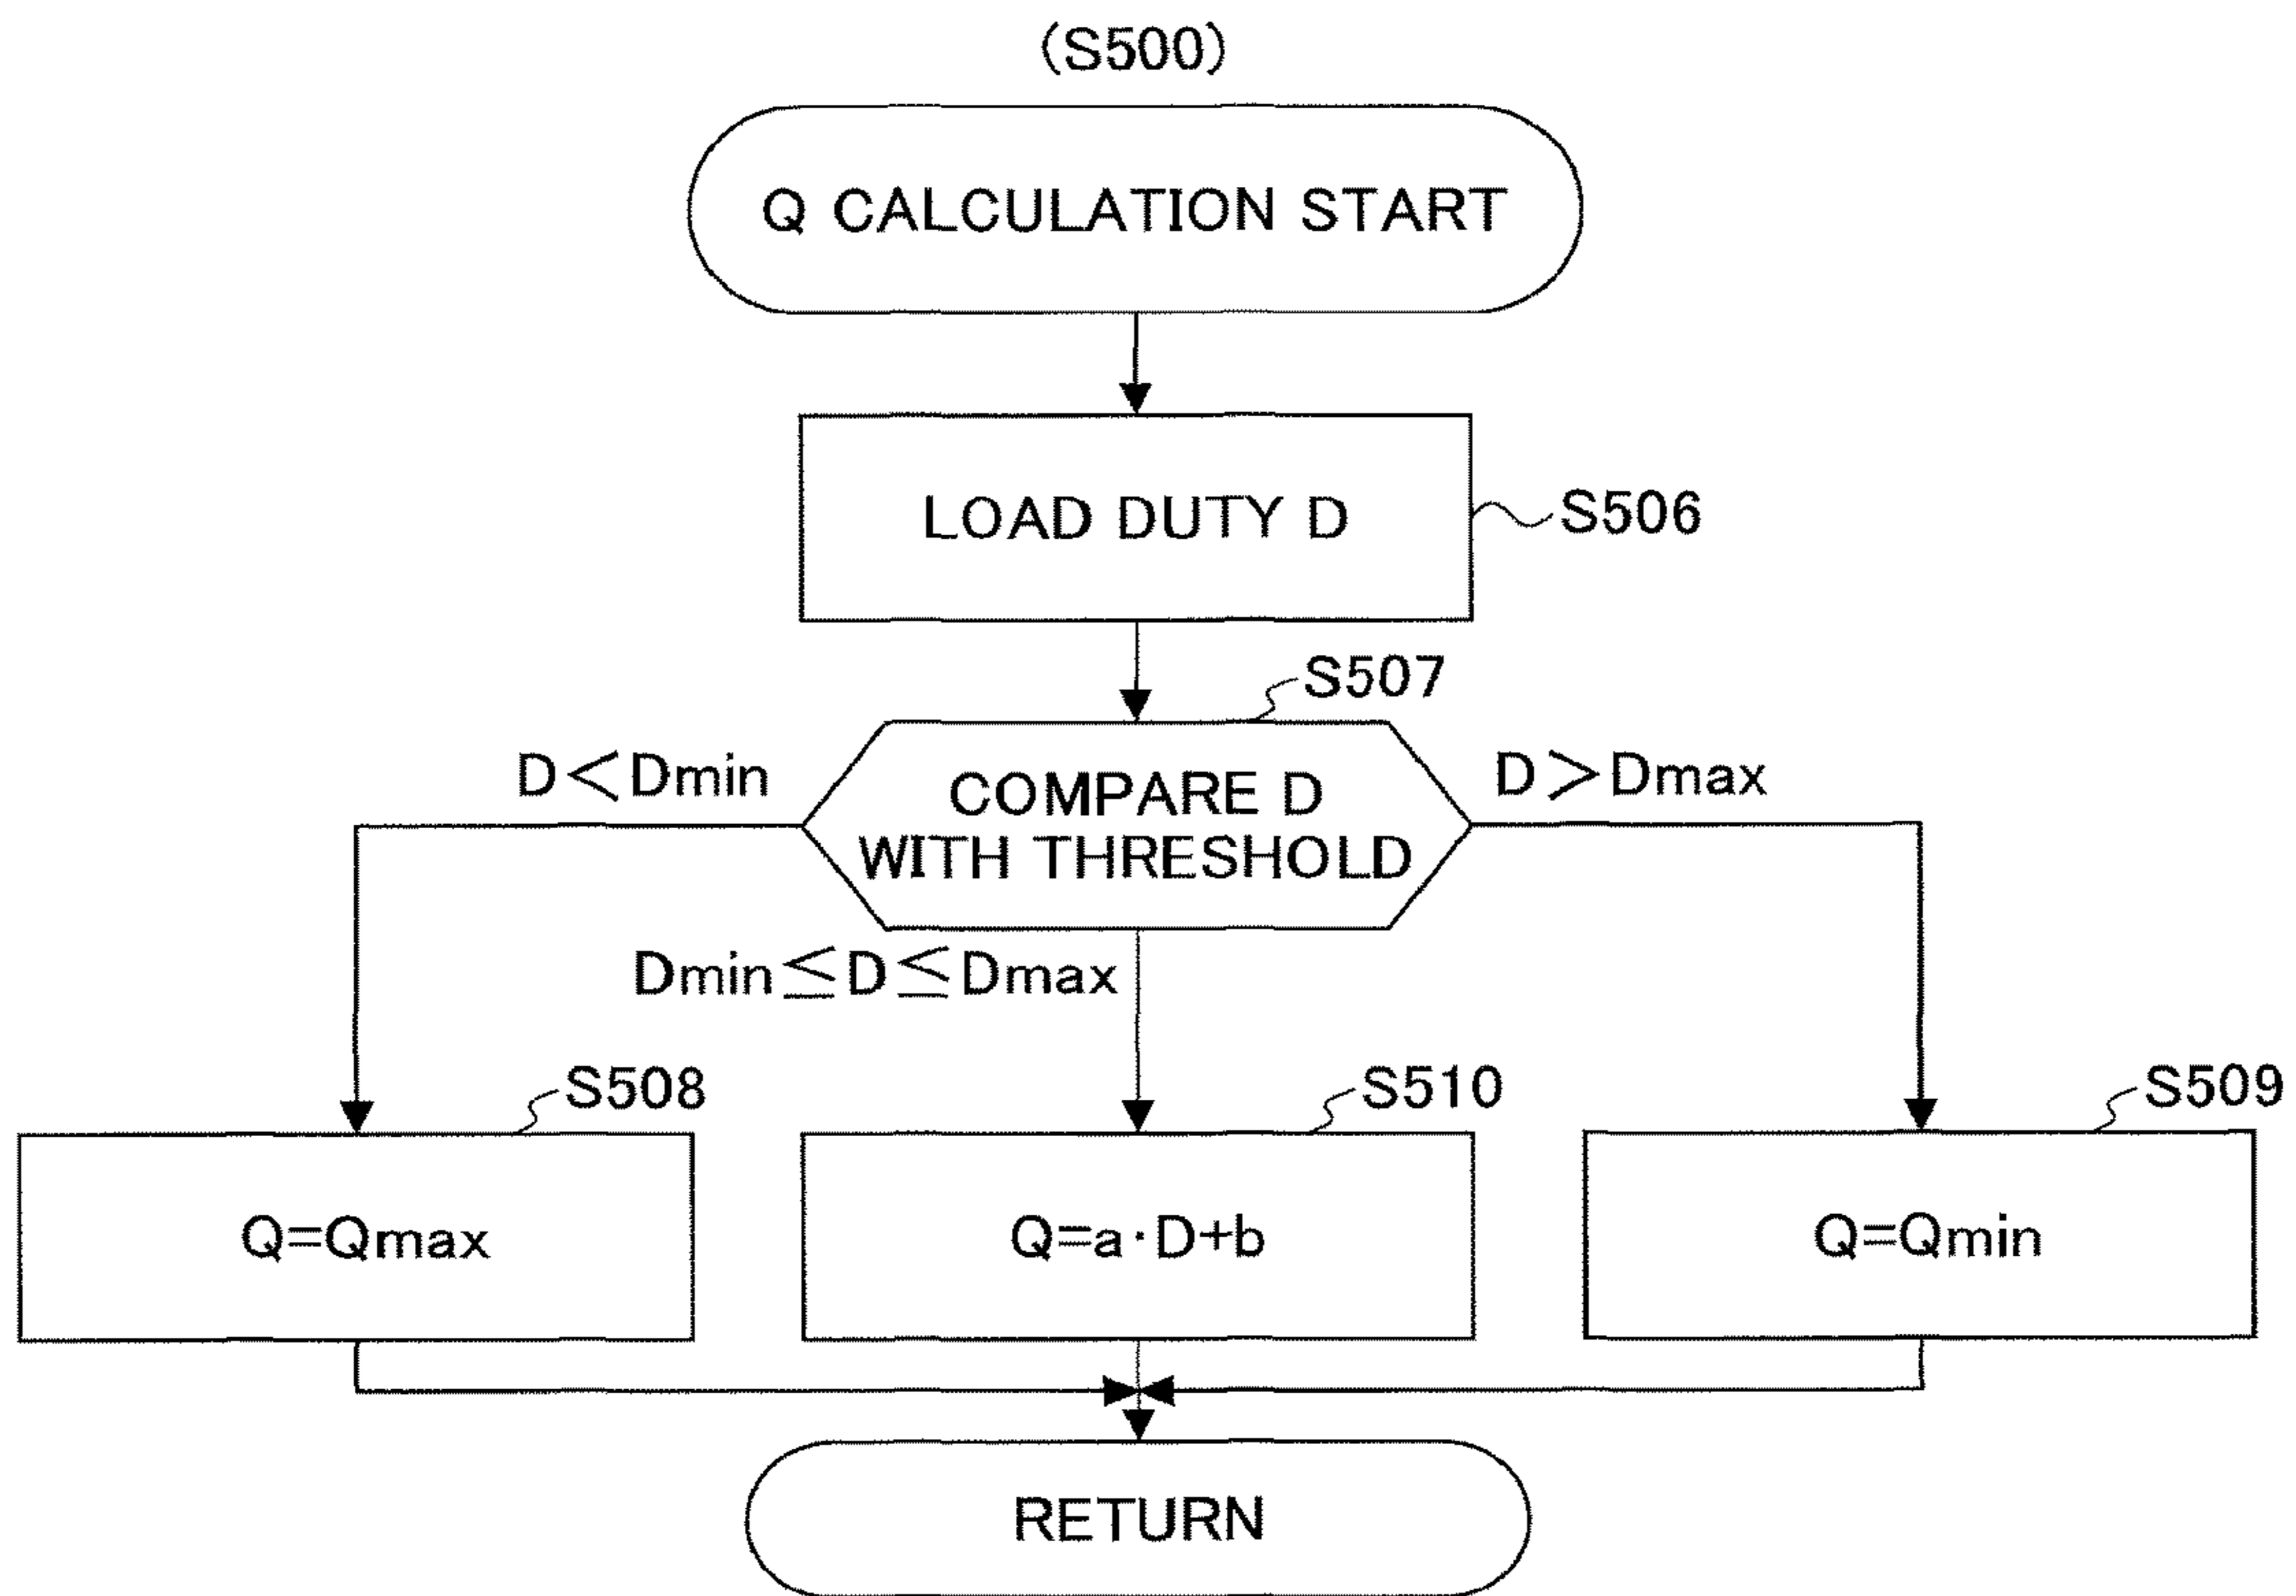 (S500)
Q CALCULATION START
LOAD DUTY D
S506
S507
D<Dmin
COMPARE D
WITH THRESHOLD
D>Dmax
Dmin≦D≦Dmax
S508
S510
S509
Q=Qmax
Q=a·D+b
Q=Qmin
RETURN